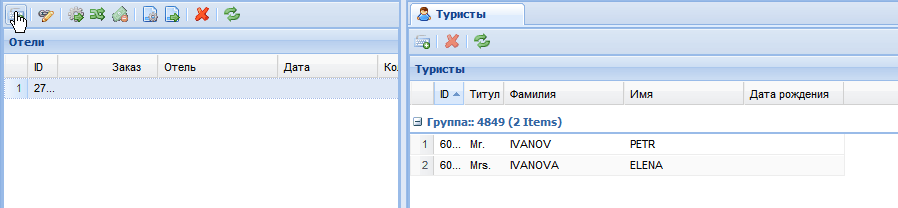 Отели
ID Заказ Отель Дата Ко.
1 27...
Туристы
Туристы
ID Титул Фамилия Имя Дата рождения
Группа:: 4849 (2 Items)
1 60... Mr. IVANOV PETR
2 60... Mrs. IVANOVA ELENA